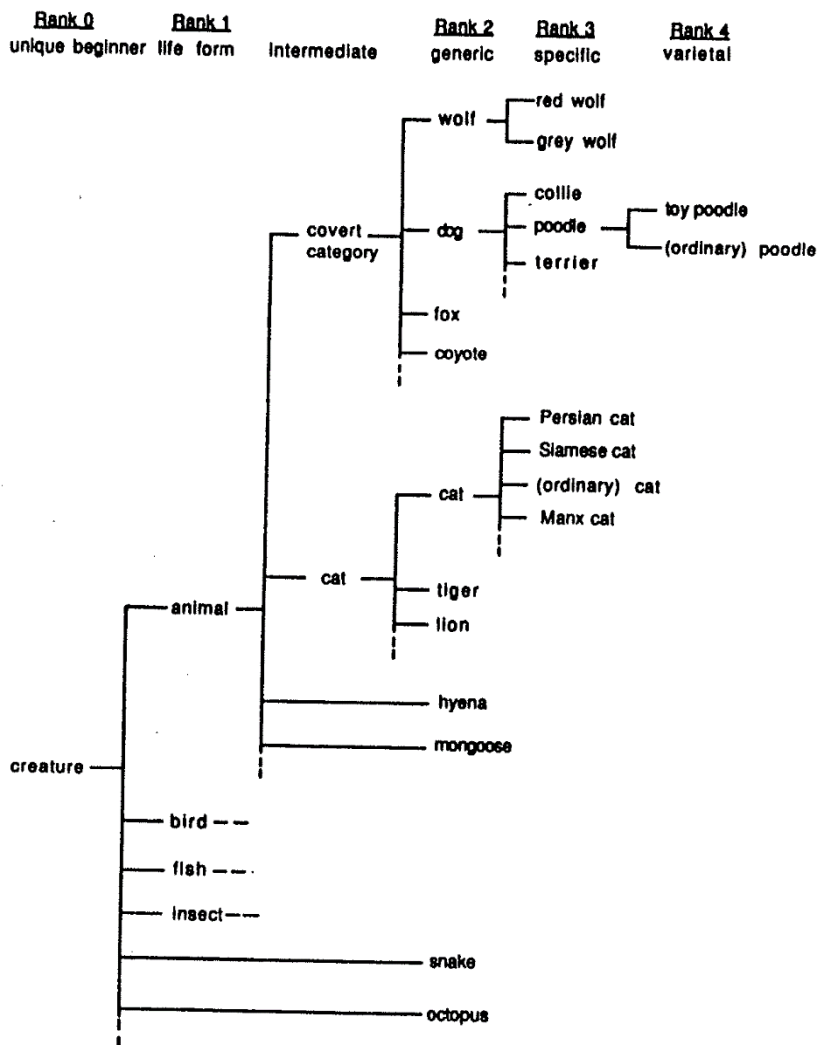 Rank 0 Rank 1 Rank 2 Rank 3 Rank 4
unique beginner life form intermediate generic specific varietal
red wolf
wolf
grey wolf
collie
toy poodle
covert category
dog
poodle
(ordinary) poodle
terrier
fox
coyote
Persian cat
Siamese cat
cat
(ordinary) cat
Manx cat
cat
tiger
animal
lion
hyena
mongoose
creature
bird
fish
insect
snake
octopus